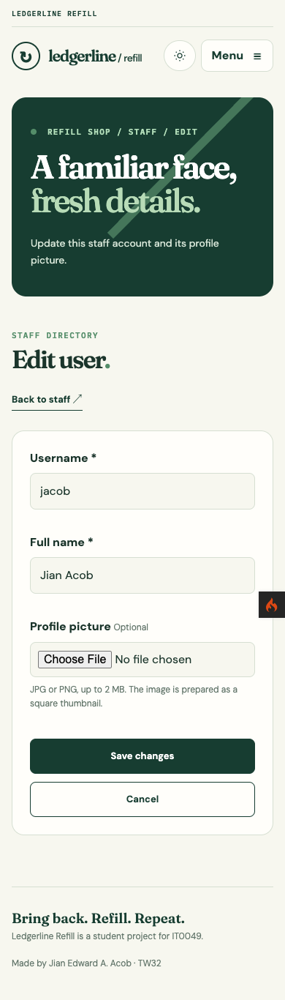 LEDGERLINE REFILL
ledgerline / refill
Menu ≡
REFILL SHOP / STAFF / EDIT
A familiar face,
fresh details.
Update this staff account and its profile
picture.
STAFF DIRECTORY
Edit user.
Back to staff ↗
Username *
jacob
Full name *
Jian Acob
Profile picture Optional
Choose File No file chosen
JPG or PNG, up to 2 MB. The image is prepared as a
square thumbnail.
Save changes
Cancel
Bring back. Refill. Repeat.
Ledgerline Refill is a student project for IT0049.
Made by Jian Edward A. Acob · TW32